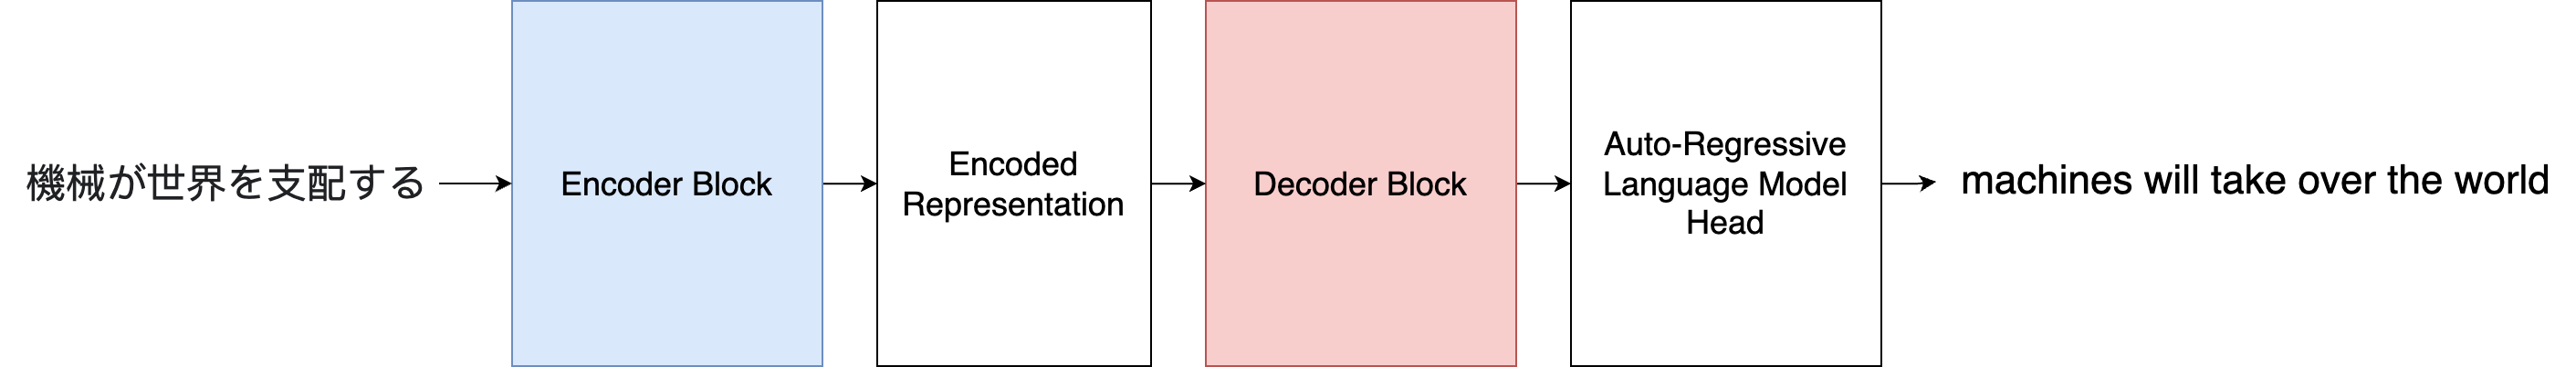 機械が世界を支配する
Encoder Block
Encoded
Representation
Decoder Block
Auto-Regressive
Language Model
Head
machines will take over the world